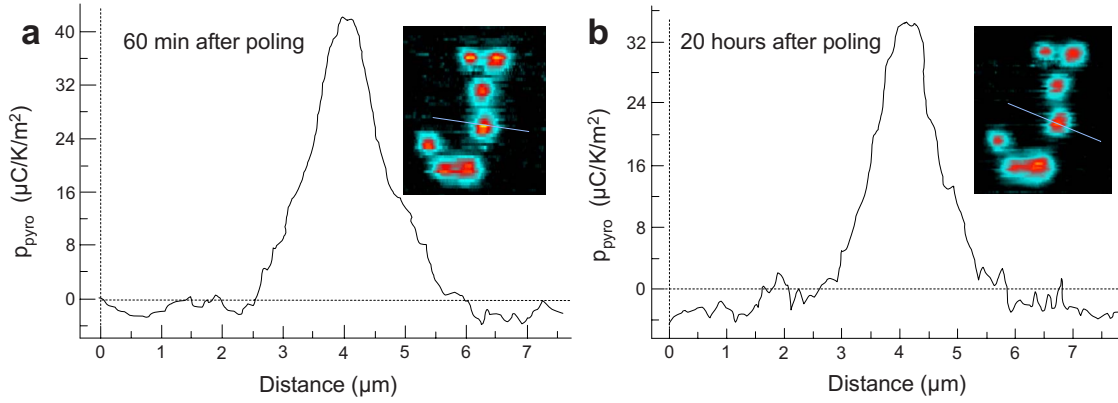 a
60 min after poling
40
32
24
16
8
0
p_pyro (µC/K/m²)
0 1 2 3 4 5 6 7
Distance (µm)
b
20 hours after poling
32
24
16
8
0
-8
p_pyro (µC/K/m²)
0 1 2 3 4 5 6 7
Distance (µm)